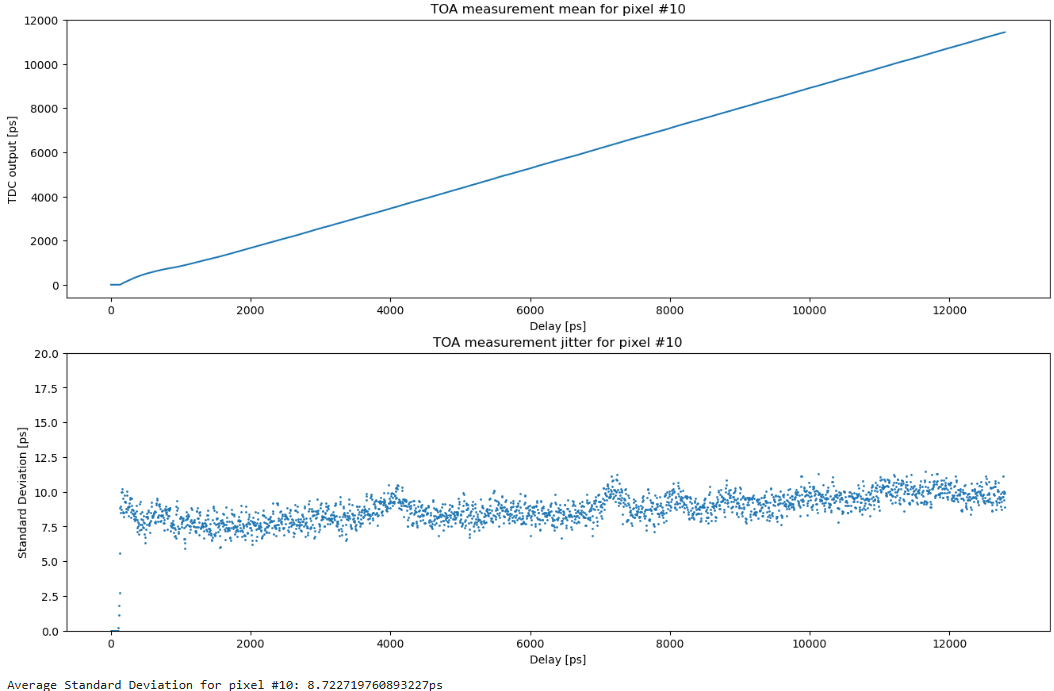 TOA measurement mean for pixel #10
12000
10000
8000
6000
4000
2000
0
TDC output [ps]
0 2000 4000 6000 8000 10000 12000
Delay [ps]
TOA measurement jitter for pixel #10
20.0
17.5
15.0
12.5
10.0
7.5
5.0
2.5
0.0
Standard Deviation [ps]
0 2000 4000 6000 8000 10000 12000
Delay [ps]
Average Standard Deviation for pixel #10: 8.722719760893227ps